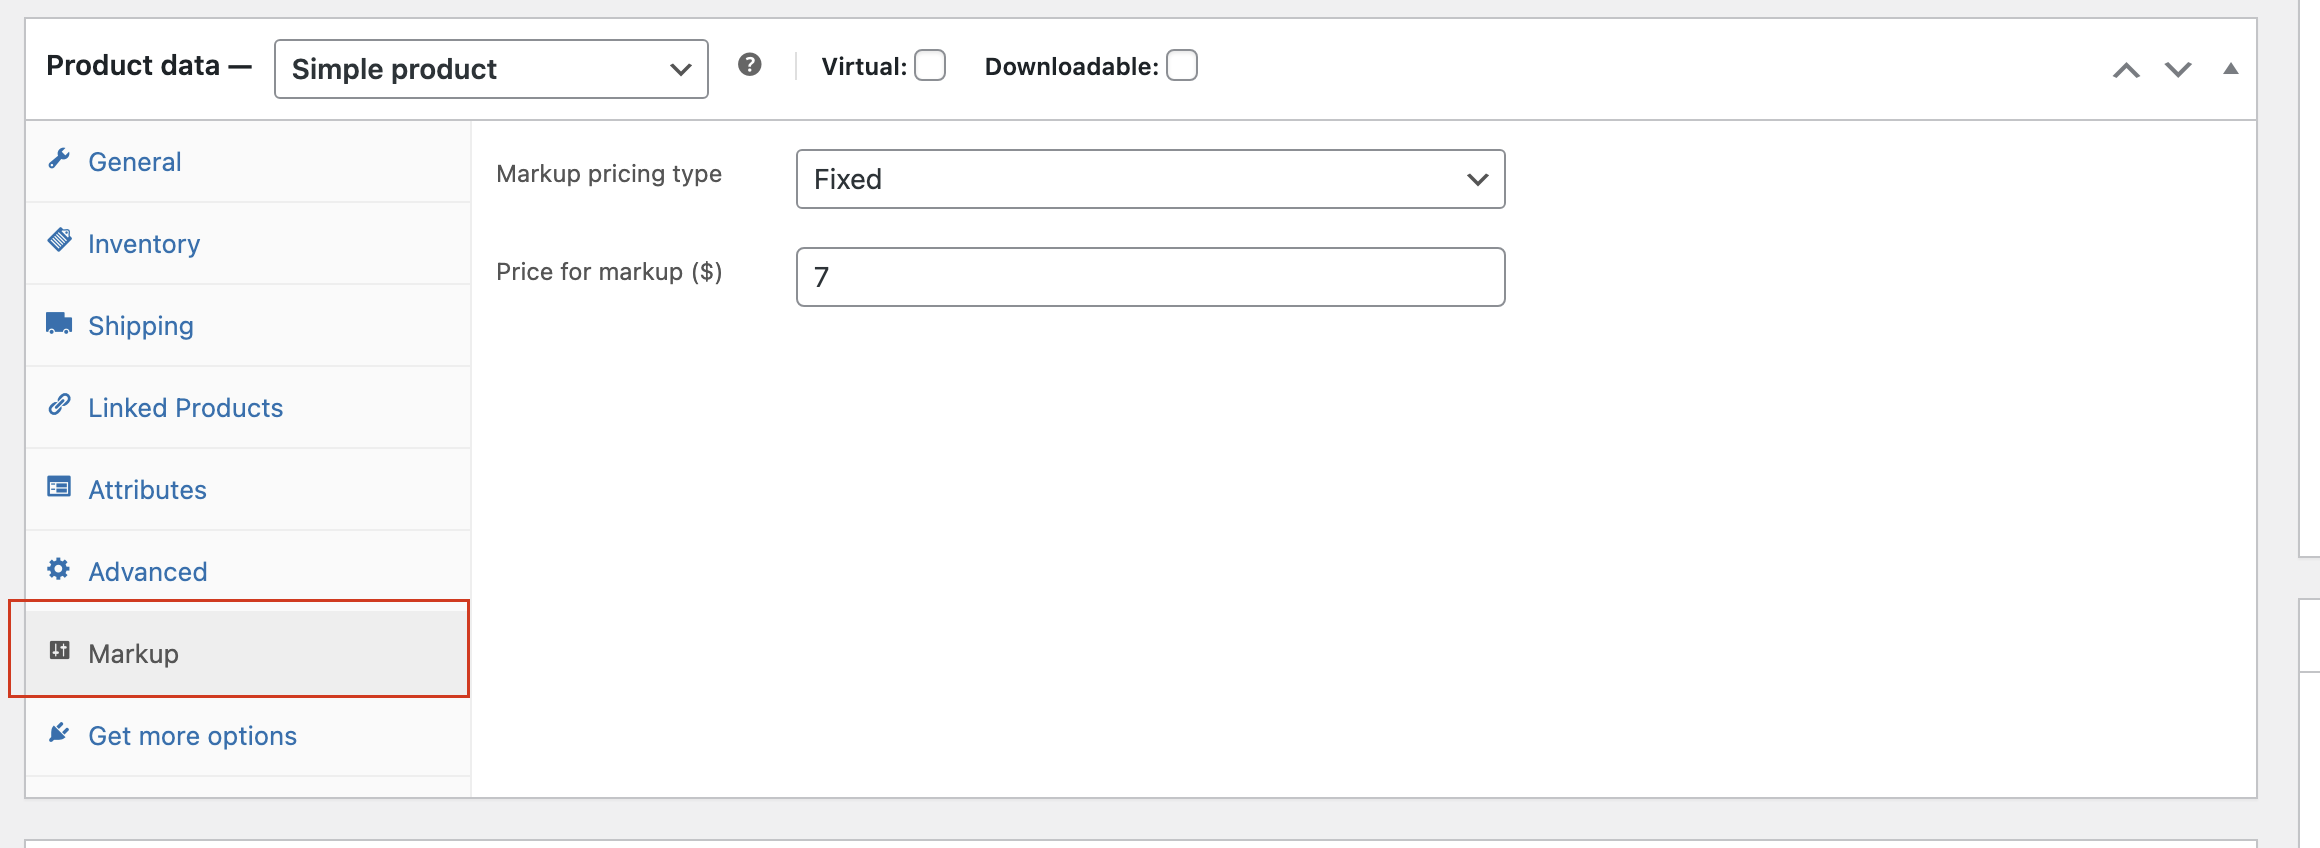 Product data — Simple product Virtual: Downloadable:
General
Inventory
Shipping
Linked Products
Attributes
Advanced
Markup
Get more options
Markup pricing type Fixed
Price for markup ($) 7